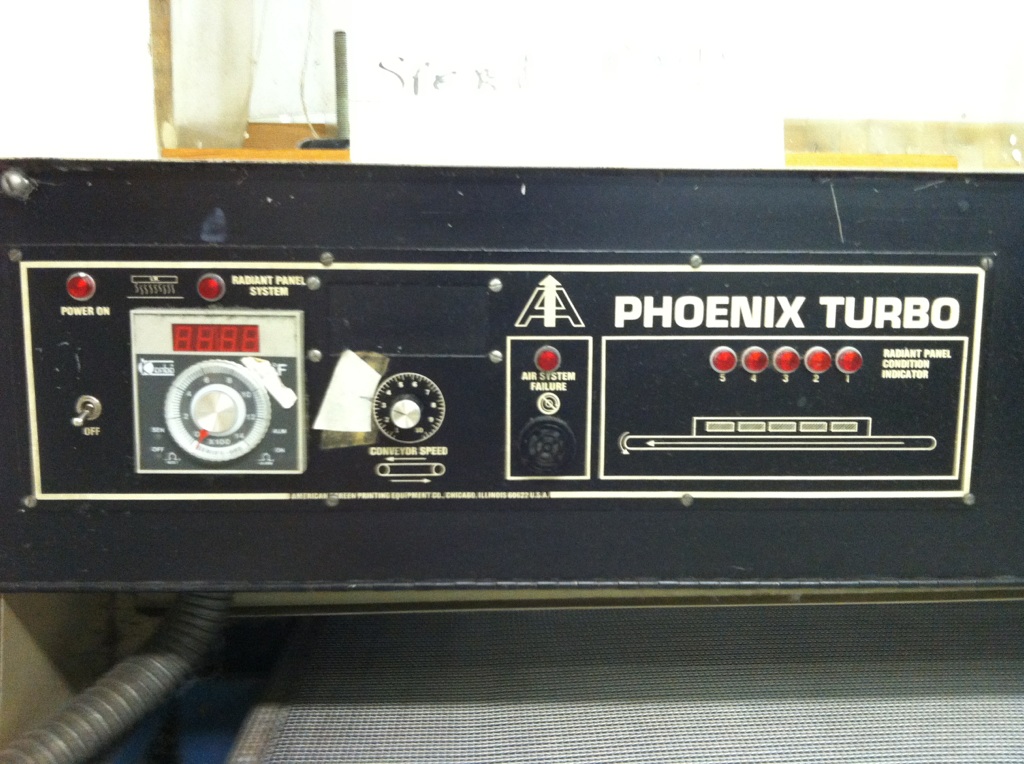 POWER ON
RADIANT PANEL
SYSTEM
PHOENIX TURBO
AIR SYSTEM
FAILURE
5 4 3 2 1
RADIANT PANEL
CONDITION
INDICATOR
F
X100
OFF
CONVEYOR SPEED
AMERICAN SCREEN PRINTING EQUIPMENT CO., CHICAGO, ILLINOIS 60622 U.S.A.